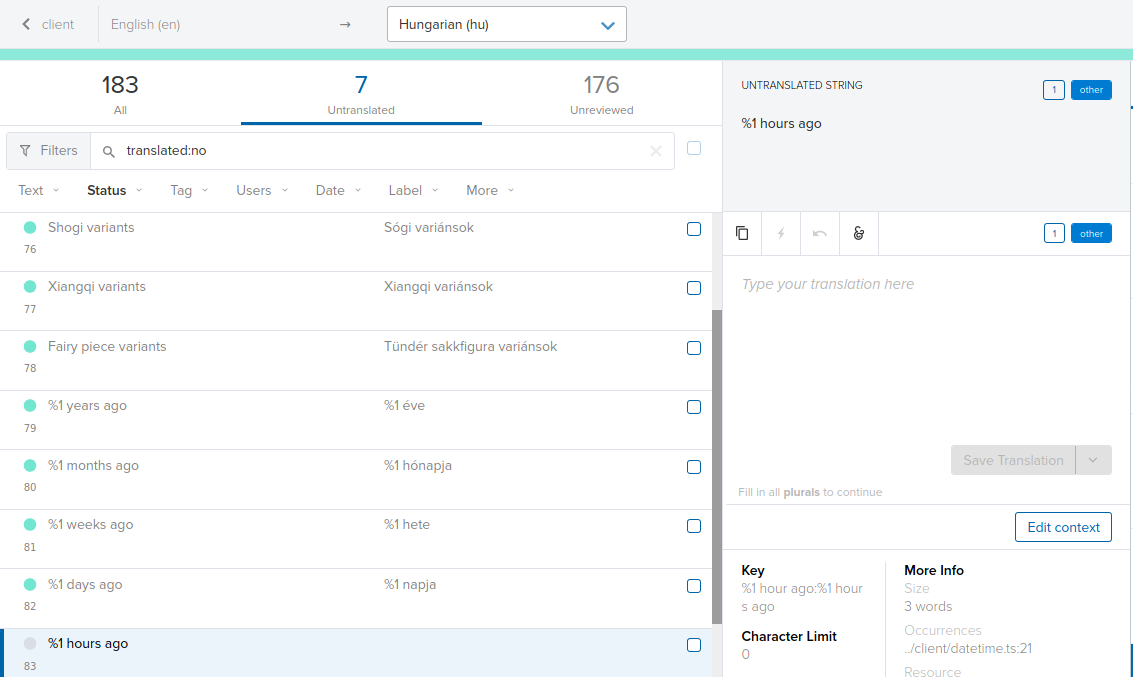 client
English (en)
→
Hungarian (hu)
183
All
7
Untranslated
176
Unreviewed
Filters
translated:no
Text
Status
Tag
Users
Date
Label
More
Shogi variants Sógi variánsok
76
Xiangqi variants Xiangqi variánsok
77
Fairy piece variants Tündér sakkfigura variánsok
78
%1 years ago %1 éve
79
%1 months ago %1 hónapja
80
%1 weeks ago %1 hete
81
%1 days ago %1 napja
82
%1 hours ago
83
UNTRANSLATED STRING
1 other
%1 hours ago
1 other
Type your translation here
Save Translation
Fill in all plurals to continue
Edit context
Key
%1 hour ago:%1 hour
s ago
Character Limit
0
More Info
Size
3 words
Occurrences
../client/datetime.ts:21
Resource